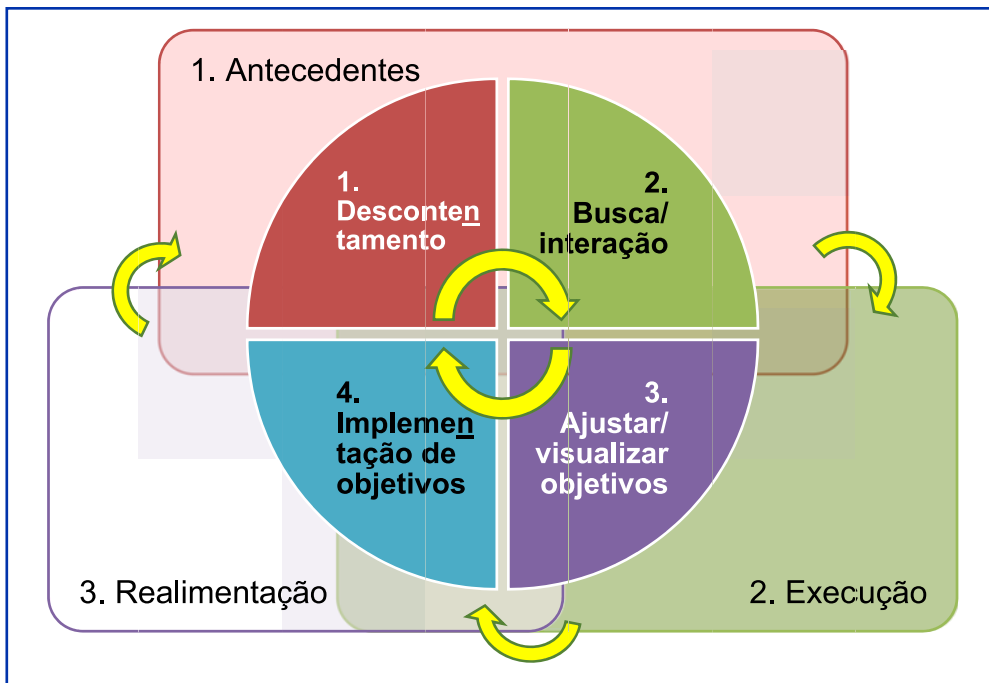 1. Antecedentes
1.
Desconten
tamento
2.
Busca/
interação
4.
Implemen
tação de
objetivos
3.
Ajustar/
visualizar
objetivos
3. Realimentação
2. Execução